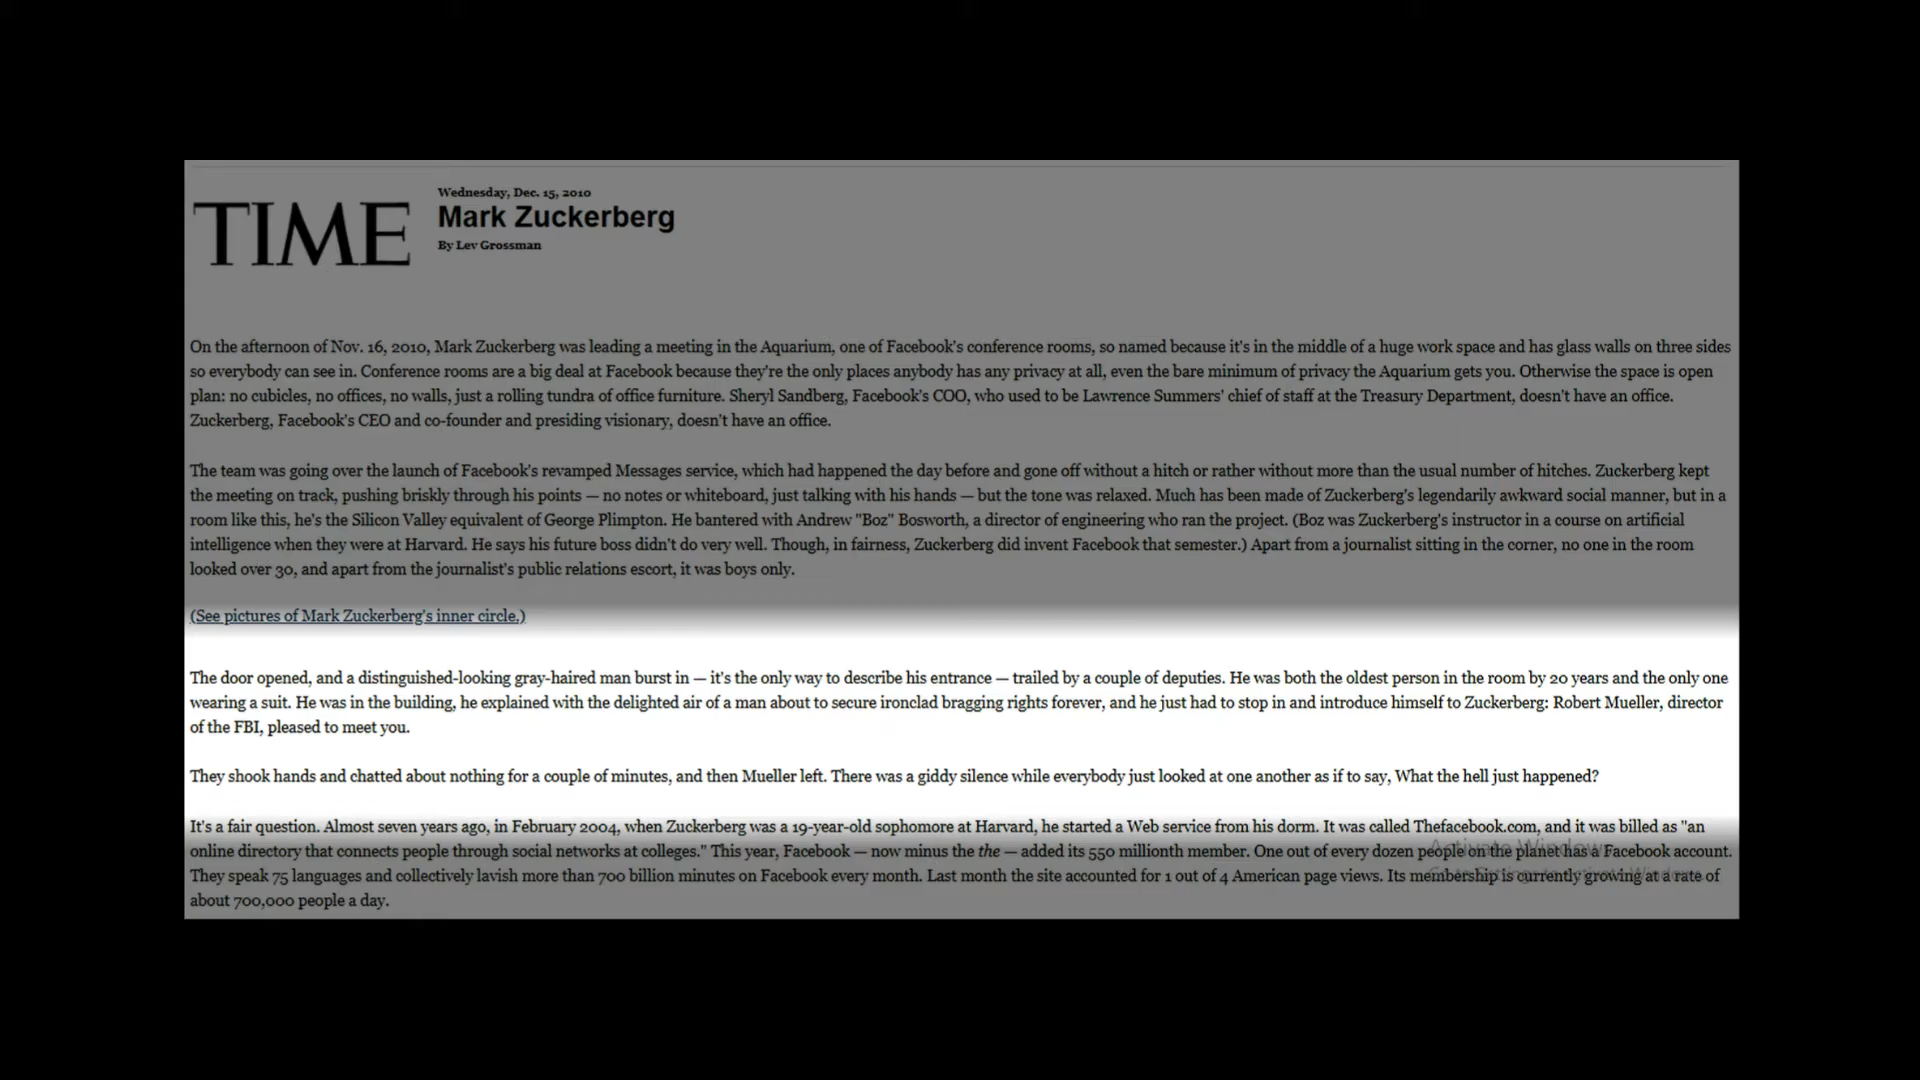 TIME
Wednesday, Dec. 15, 2010
Mark Zuckerberg
By Lev Grossman
On the afternoon of Nov. 16, 2010, Mark Zuckerberg was leading a meeting in the Aquarium, one of Facebook's conference rooms, so named because it's in the middle of a huge work space and has glass walls on three sides
so everybody can see in. Conference rooms are a big deal at Facebook because they're the only places anybody has any privacy at all, even the bare minimum of privacy the Aquarium gets you. Otherwise the space is open
plan: no cubicles, no offices, no walls, just a rolling tundra of office furniture. Sheryl Sandberg, Facebook's COO, who used to be Lawrence Summers' chief of staff at the Treasury Department, doesn't have an office.
Zuckerberg, Facebook's CEO and co-founder and presiding visionary, doesn't have an office.
The team was going over the launch of Facebook's revamped Messages service, which had happened the day before and gone off without a hitch or rather without more than the usual number of hitches. Zuckerberg kept
the meeting on track, pushing briskly through his points — no notes or whiteboard, just talking with his hands — but the tone was relaxed. Much has been made of Zuckerberg's legendarily awkward social manner, but in a
room like this, he's the Silicon Valley equivalent of George Plimpton. He bantered with Andrew "Boz" Bosworth, a director of engineering who ran the project. (Boz was Zuckerberg's instructor in a course on artificial
intelligence when they were at Harvard. He says his future boss didn't do very well. Though, in fairness, Zuckerberg did invent Facebook that semester.) Apart from a journalist sitting in the corner, no one in the room
looked over 30, and apart from the journalist's public relations escort, it was boys only.
(See pictures of Mark Zuckerberg's inner circle.)
The door opened, and a distinguished-looking gray-haired man burst in — it's the only way to describe his entrance — trailed by a couple of deputies. He was both the oldest person in the room by 20 years and the only one
wearing a suit. He was in the building, he explained with the delighted air of a man about to secure ironclad bragging rights forever, and he just had to stop in and introduce himself to Zuckerberg: Robert Mueller, director
of the FBI, pleased to meet you.
They shook hands and chatted about nothing for a couple of minutes, and then Mueller left. There was a giddy silence while everybody just looked at one another as if to say, What the hell just happened?
It's a fair question. Almost seven years ago, in February 2004, when Zuckerberg was a 19-year-old sophomore at Harvard, he started a Web service from his dorm. It was called Thefacebook.com, and it was billed as "an
online directory that connects people through social networks at colleges." This year, Facebook — now minus the the — added its 550 millionth member. One out of every dozen people on the planet has a Facebook account.
They speak 75 languages and collectively lavish more than 700 billion minutes on Facebook every month. Last month the site accounted for 1 out of 4 American page views. Its membership is currently growing at a rate of
about 700,000 people a day.
Activate Windows
Go to Settings to activate Windows.